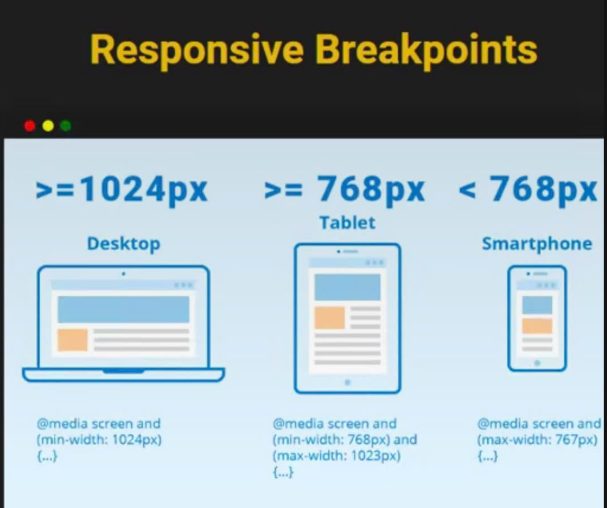 Responsive Breakpoints
>=1024px
Desktop
@media screen and
(min-width: 1024px)
{...}
>= 768px
Tablet
@media screen and
(min-width: 768px) and
(max-width: 1023px)
{...}
< 768px
Smartphone
@media screen and
(max-width: 767px)
{...}